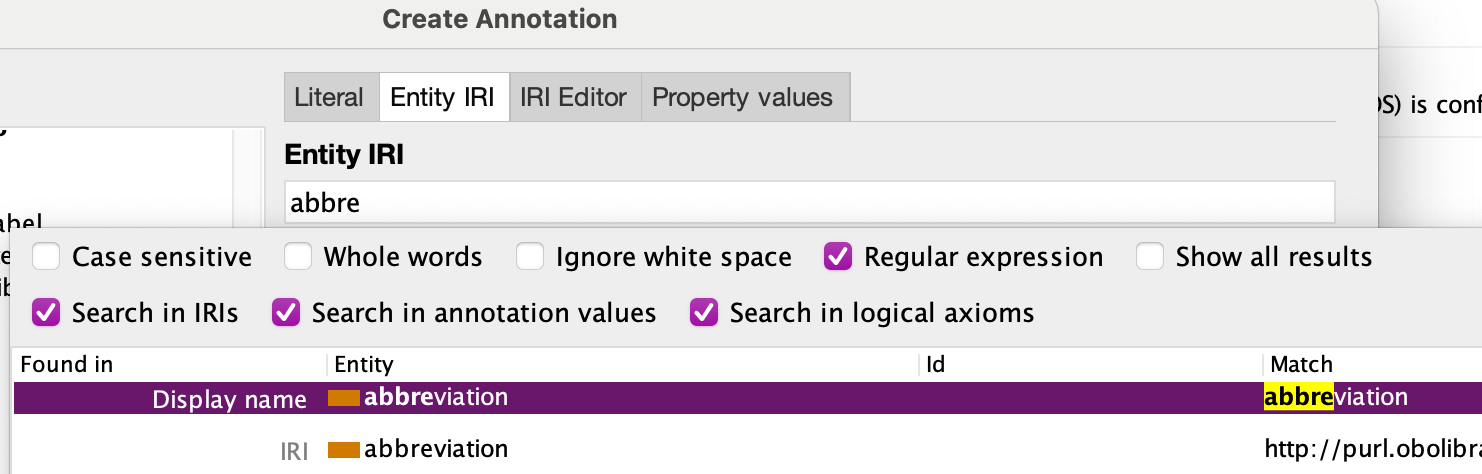 Create Annotation
Literal Entity IRI IRI Editor Property values
is conf
Entity IRI
abbre
Case sensitive Whole words Ignore white space Regular expression Show all results
Search in IRIs Search in annotation values Search in logical axioms
Found in Entity Id Match
Display name abbreviation abbreviation
IRI abbreviation http://purl.obolibra